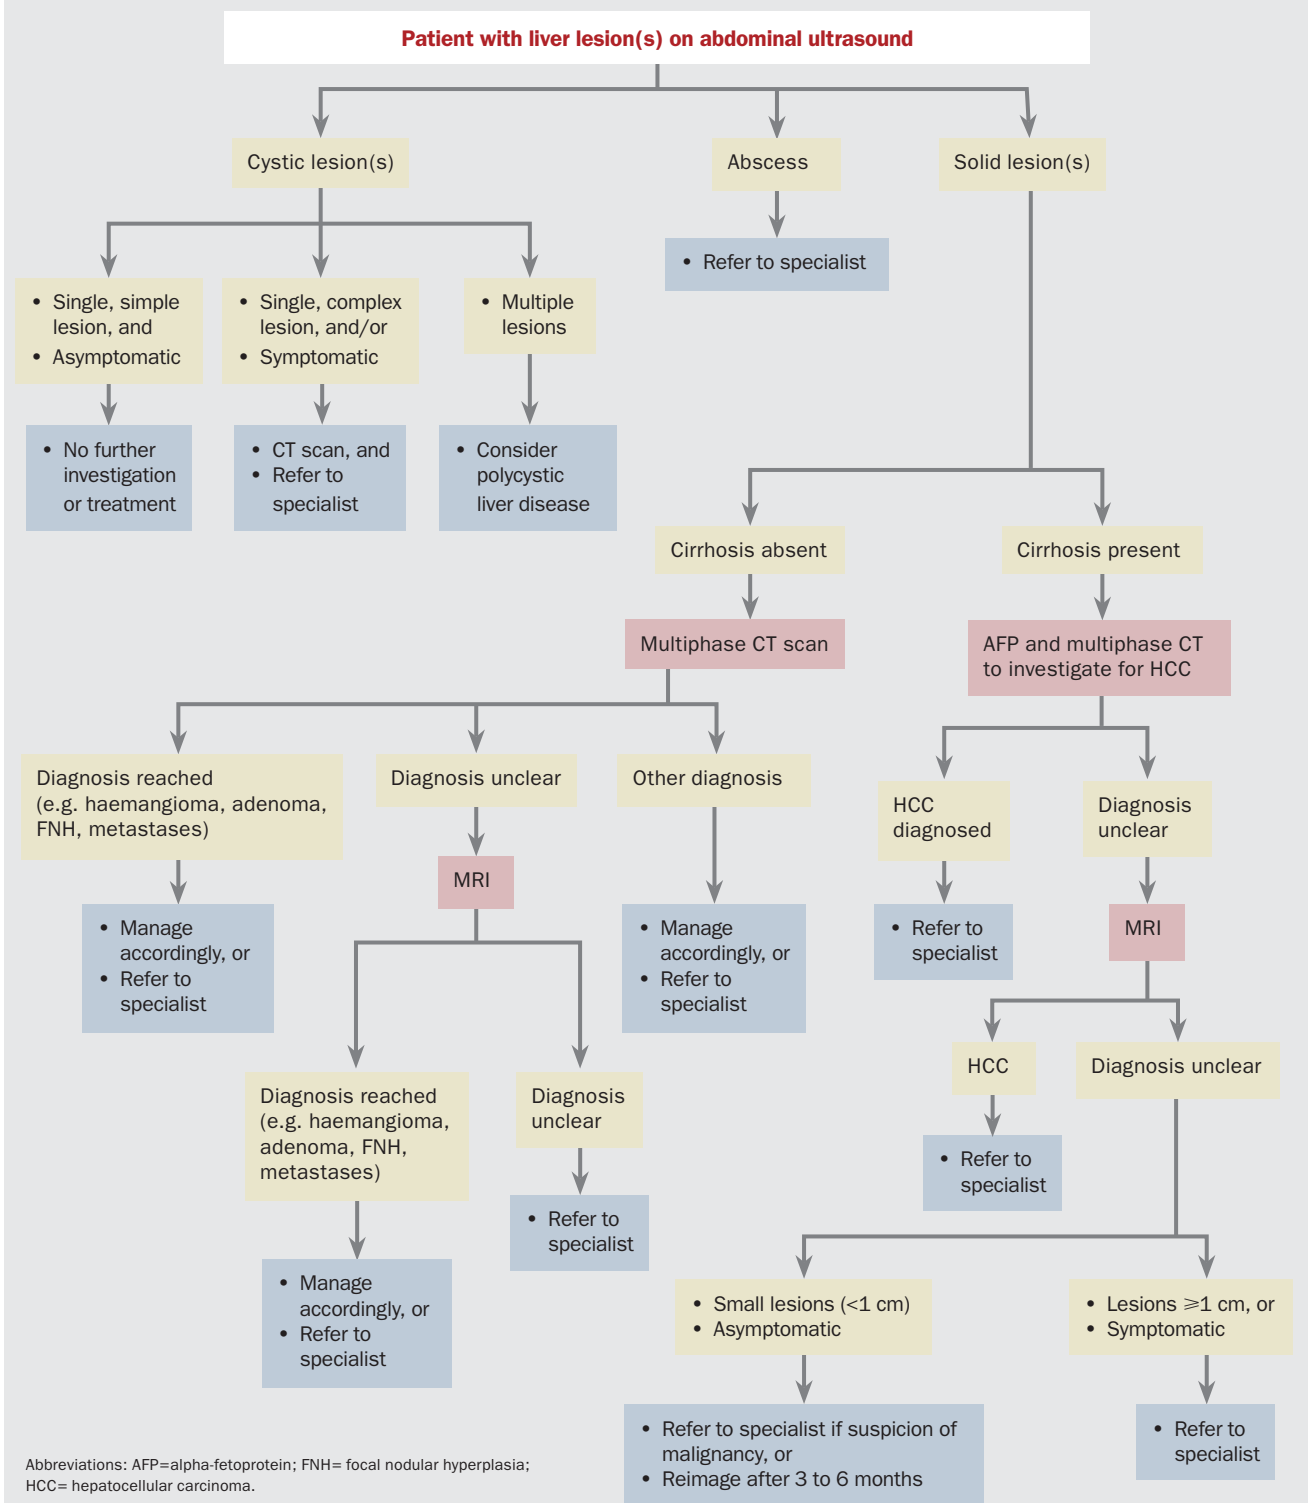 Patient with liver lesion(s) on abdominal ultrasound
Cystic lesion(s)
Abscess
Solid lesion(s)
• Refer to specialist
• Single, simple
lesion, and
• Asymptomatic
• Single, complex
lesion, and/or
• Symptomatic
• Multiple
lesions
• No further
investigation
or treatment
• CT scan, and
• Refer to
specialist
• Consider
polycystic
liver disease
Cirrhosis absent
Cirrhosis present
Multiphase CT scan
AFP and multiphase CT
to investigate for HCC
Diagnosis reached
(e.g. haemangioma, adenoma,
FNH, metastases)
Diagnosis unclear
Other diagnosis
HCC
diagnosed
Diagnosis
unclear
MRI
• Manage
accordingly, or
• Refer to
specialist
• Manage
accordingly, or
• Refer to
specialist
• Refer to
specialist
MRI
HCC
Diagnosis unclear
Diagnosis reached
(e.g. haemangioma,
adenoma, FNH,
metastases)
Diagnosis
unclear
• Refer to
specialist
• Refer to
specialist
• Manage
accordingly, or
• Refer to
specialist
• Small lesions (<1 cm)
• Asymptomatic
• Lesions ⩾1 cm, or
• Symptomatic
• Refer to specialist if suspicion of
malignancy, or
• Reimage after 3 to 6 months
• Refer to
specialist
Abbreviations: AFP=alpha-fetoprotein; FNH= focal nodular hyperplasia;
HCC= hepatocellular carcinoma.